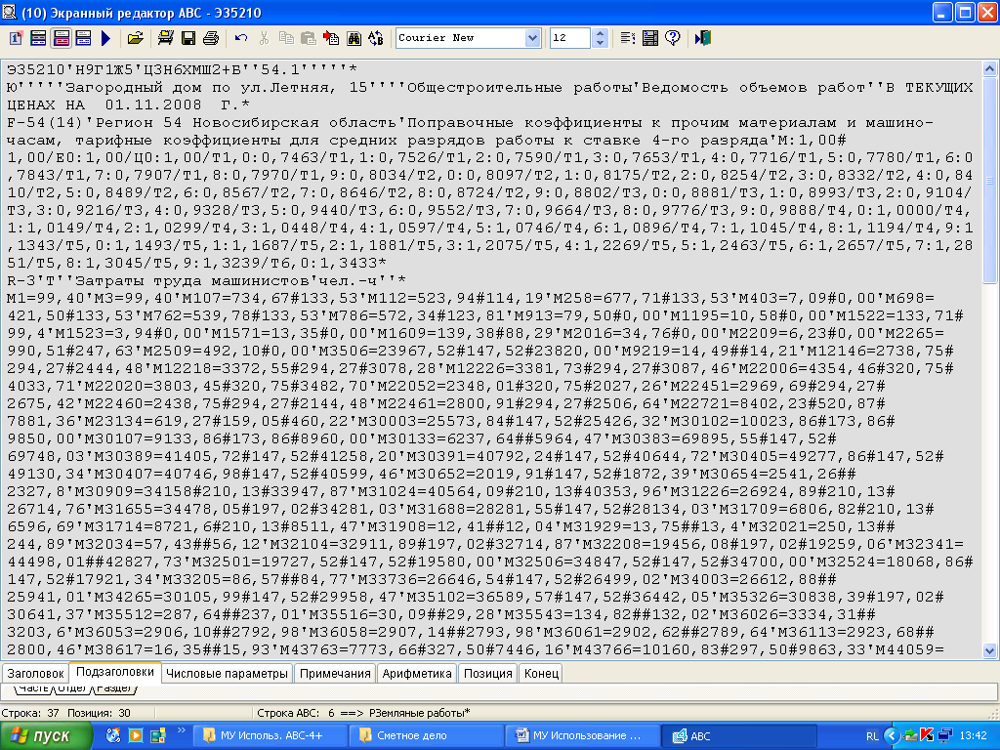 (10) Экранный редактор АВС - Э35210
Courier New 12
Э35210'Н9Г1Ж5'Ц3Н6ХМШ2+Б''54.1'''''*
Ю'''''Загородный дом по ул.Летняя, 15''''Общестроительные работы'Ведомость объемов работ''В ТЕКУЩИХ
ЦЕНАХ НА  01.11.2008  Г.*
F-54(14)'Регион 54 Новосибирская область'Поправочные коэффициенты к прочим материалам и машино-
часам, тарифные коэффициенты для средних разрядов работы к ставке 4-го разряда'М:1,00#
1,00/Е0:1,00/Ц0:1,00/Т1,0:0,7463/Т1,1:0,7526/Т1,2:0,7590/Т1,3:0,7653/Т1,4:0,7716/Т1,5:0,7780/Т1,6:0
,7843/Т1,7:0,7907/Т1,8:0,7970/Т1,9:0,8034/Т2,0:0,8097/Т2,1:0,8175/Т2,2:0,8254/Т2,3:0,8332/Т2,4:0,84
10/Т2,5:0,8489/Т2,6:0,8567/Т2,7:0,8646/Т2,8:0,8724/Т2,9:0,8802/Т3,0:0,8881/Т3,1:0,8993/Т3,2:0,9104/
Т3,3:0,9216/Т3,4:0,9328/Т3,5:0,9440/Т3,6:0,9552/Т3,7:0,9664/Т3,8:0,9776/Т3,9:0,9888/Т4,0:1,0000/Т4,
1:1,0149/Т4,2:1,0299/Т4,3:1,0448/Т4,4:1,0597/Т4,5:1,0746/Т4,6:1,0896/Т4,7:1,1045/Т4,8:1,1194/Т4,9:1
,1343/Т5,0:1,1493/Т5,1:1,1687/Т5,2:1,1881/Т5,3:1,2075/Т5,4:1,2269/Т5,5:1,2463/Т5,6:1,2657/Т5,7:1,28
51/Т5,8:1,3045/Т5,9:1,3239/Т6,0:1,3433*
R-3'Т''Затраты труда машинистов'чел.-ч''*
М1=99,40'М3=99,40'М107=734,67#133,53'М112=523,94#114,19'М258=677,71#133,53'М403=7,09#0,00'М698=
421,50#133,53'М762=539,78#133,53'М786=572,34#123,81'М913=79,50#0,00'М1195=10,58#0,00'М1522=133,71#
99,4'М1523=3,94#0,00'М1571=13,35#0,00'М1609=139,38#88,29'М2016=34,76#0,00'М2209=6,23#0,00'М2265=
990,51#247,63'М2509=492,10#0,00'М3506=23967,52#147,52#23820,00'М9219=14,49##14,21'М12146=2738,75#
294,27#2444,48'М12218=3372,55#294,27#3078,28'М12226=3381,73#294,27#3087,46'М22006=4354,46#320,75#
4033,71'М22020=3803,45#320,75#3482,70'М22052=2348,01#320,75#2027,26'М22451=2969,69#294,27#
2675,42'М22460=2438,75#294,27#2144,48'М22461=2800,91#294,27#2506,64'М22721=8402,23#520,87#
7881,36'М23134=619,27#159,05#460,22'М30003=25573,84#147,52#25426,32'М30102=10023,86#173,86#
9850,00'М30107=9133,86#173,86#8960,00'М30133=6237,64##5964,47'М30383=69895,55#147,52#
69748,03'М30389=41405,72#147,52#41258,20'М30391=40792,24#147,52#40644,72'М30405=49277,86#147,52#
49130,34'М30407=40746,98#147,52#40599,46'М30652=2019,91#147,52#1872,39'М30654=2541,26##
2327,8'М30909=34158#210,13#33947,87'М31024=40564,09#210,13#40353,96'М31226=26924,89#210,13#
26714,76'М31655=34478,05#197,02#34281,03'М31688=28281,55#147,52#28134,03'М31709=6806,82#210,13#
6596,69'М31714=8721,6#210,13#8511,47'М31908=12,41##12,04'М31929=13,75##13,4'М32021=250,13##
244,89'М32034=57,43##56,12'М32104=32911,89#197,02#32714,87'М32208=19456,08#197,02#19259,06'М32341=
44498,01##42827,73'М32501=19727,52#147,52#19580,00'М32506=34847,52#147,52#34700,00'М32524=18068,86#
147,52#17921,34'М33205=86,57##84,77'М33736=26646,54#147,52#26499,02'М34003=26612,88##
25941,01'М34265=30105,99#147,52#29958,47'М35102=36589,57#147,52#36442,05'М35326=30838,39#197,02#
30641,37'М35512=287,64##237,01'М35516=30,09##29,28'М35543=134,82##132,02'М36026=3334,31##
3203,6'М36053=2906,10##2792,98'М36058=2907,14##2793,98'М36061=2902,62##2789,64'М36113=2923,68##
2800,46'М38617=16,35##15,93'М43763=7773,66#327,50#7446,16'М43766=10160,83#297,50#9863,33'М44059=
Заголовок Подзаголовки Числовые параметры Примечания Арифметика Позиция Конец
Часть Отдел Раздел
Строка: 37 Позиция: 30 Строка АВС: 6 ==> РЗемляные работы*
пуск МУ Использ. АВС-4+ Сметное дело МУ Использование ... АВС RL 13:42